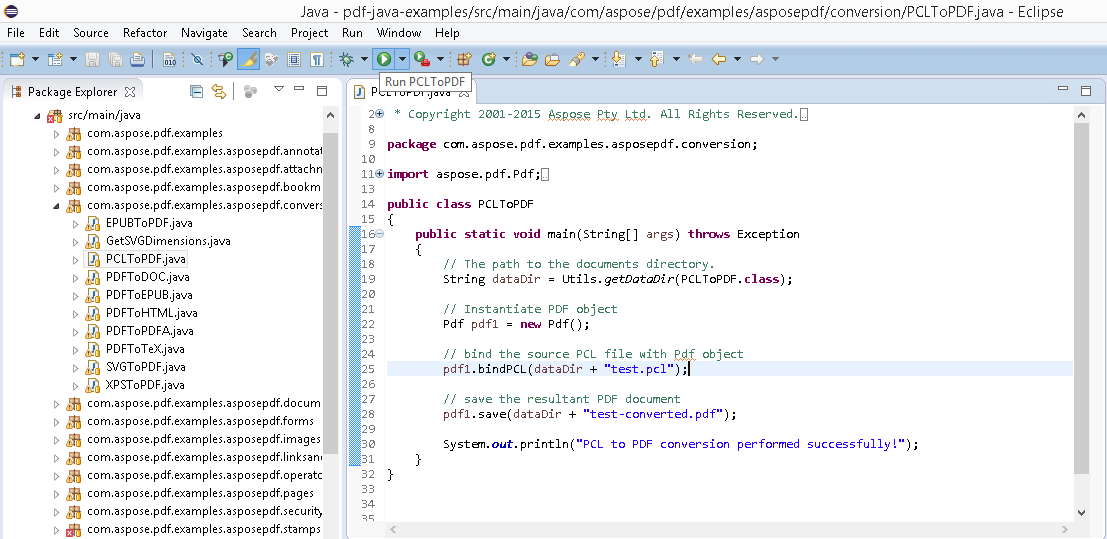 Java - pdf-java-examples/src/main/java/com/aspose/pdf/examples/asposepdf/conversion/PCLToPDF.java - Eclipse
File Edit Source Refactor Navigate Search Project Run Window Help
Run PCLToPDF
Package Explorer
PCLToPDF.java
src/main/java
com.aspose.pdf.examples
com.aspose.pdf.examples.asposepdf.annotat
com.aspose.pdf.examples.asposepdf.attachn
com.aspose.pdf.examples.asposepdf.bookm
com.aspose.pdf.examples.asposepdf.convers
EPUBToPDF.java
GetSVGDimensions.java
PCLToPDF.java
PDFToDOC.java
PDFToEPUB.java
PDFToHTML.java
PDFToPDFA.java
PDFToTeX.java
SVGToPDF.java
XPSToPDF.java
com.aspose.pdf.examples.asposepdf.docum
com.aspose.pdf.examples.asposepdf.forms
com.aspose.pdf.examples.asposepdf.images
com.aspose.pdf.examples.asposepdf.linksand
com.aspose.pdf.examples.asposepdf.operato
com.aspose.pdf.examples.asposepdf.pages
com.aspose.pdf.examples.asposepdf.security
com.aspose.pdf.examples.asposepdf.stamps
2 * Copyright 2001-2015 Aspose Pty Ltd. All Rights Reserved.
8
9 package com.aspose.pdf.examples.asposepdf.conversion;
10
11 import aspose.pdf.Pdf;
13
14 public class PCLToPDF
15 {
16 public static void main(String[] args) throws Exception
17 {
18 // The path to the documents directory.
19 String dataDir = Utils.getDataDir(PCLToPDF.class);
20
21 // Instantiate PDF object
22 Pdf pdf1 = new Pdf();
23
24 // bind the source PCL file with Pdf object
25 pdf1.bindPCL(dataDir + "test.pcl");
26
27 // save the resultant PDF document
28 pdf1.save(dataDir + "test-converted.pdf");
29
30 System.out.println("PCL to PDF conversion performed successfully!");
31 }
32 }
33
34
35